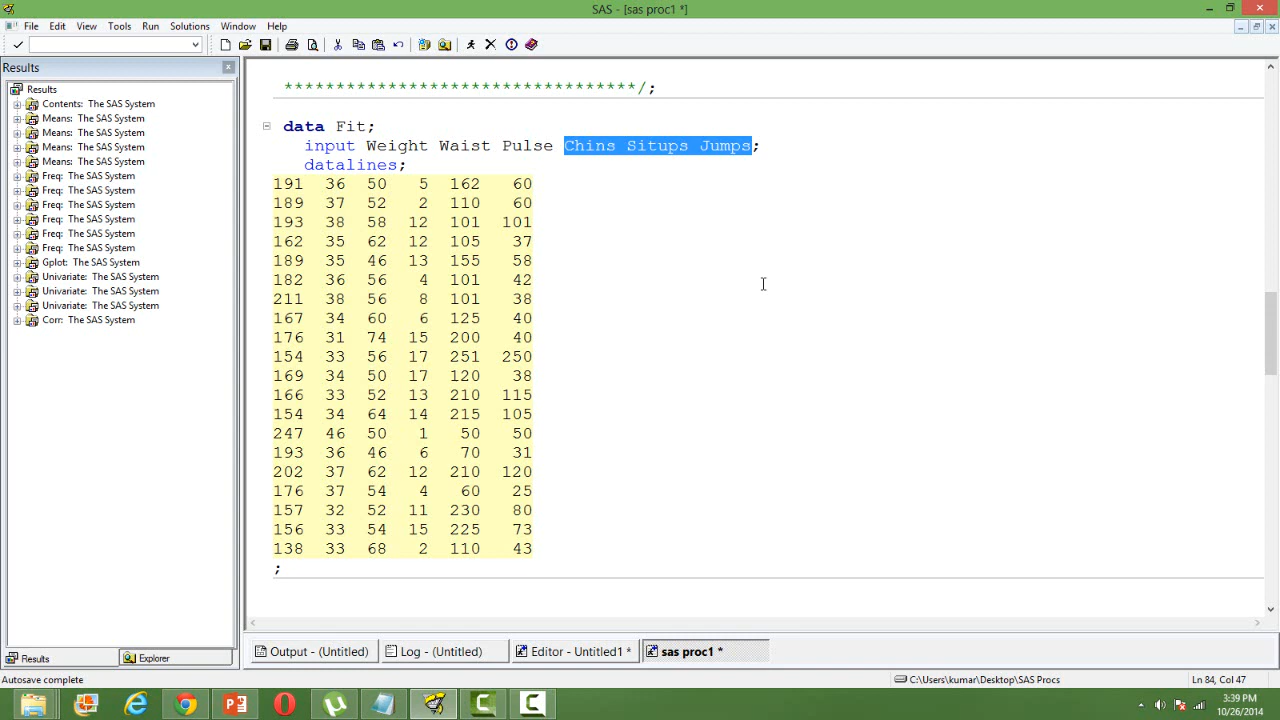 SAS - [sas proc1 *]
File Edit View Tools Run Solutions Window Help
Results
Results
Contents: The SAS System
Means: The SAS System
Means: The SAS System
Means: The SAS System
Means: The SAS System
Freq: The SAS System
Freq: The SAS System
Freq: The SAS System
Freq: The SAS System
Freq: The SAS System
Freq: The SAS System
Gplot: The SAS System
Univariate: The SAS System
Univariate: The SAS System
Univariate: The SAS System
Corr: The SAS System
**********************************/;
data Fit;
input Weight Waist Pulse Chins Situps Jumps;
datalines;
191 36 50 5 162 60
189 37 52 2 110 60
193 38 58 12 101 101
162 35 62 12 105 37
189 35 46 13 155 58
182 36 56 4 101 42
211 38 56 8 101 38
167 34 60 6 125 40
176 31 74 15 200 40
154 33 56 17 251 250
169 34 50 17 120 38
166 33 52 13 210 115
154 34 64 14 215 105
247 46 50 1 50 50
193 36 46 6 70 31
202 37 62 12 210 120
176 37 54 4 60 25
157 32 52 11 230 80
156 33 54 15 225 73
138 33 68 2 110 43
;
Results Explorer
Output - (Untitled) Log - (Untitled) Editor - Untitled1 * sas proc1 *
Autosave complete C:\Users\kumar\Desktop\SAS Procs Ln 84, Col 47
3:39 PM
10/26/2014